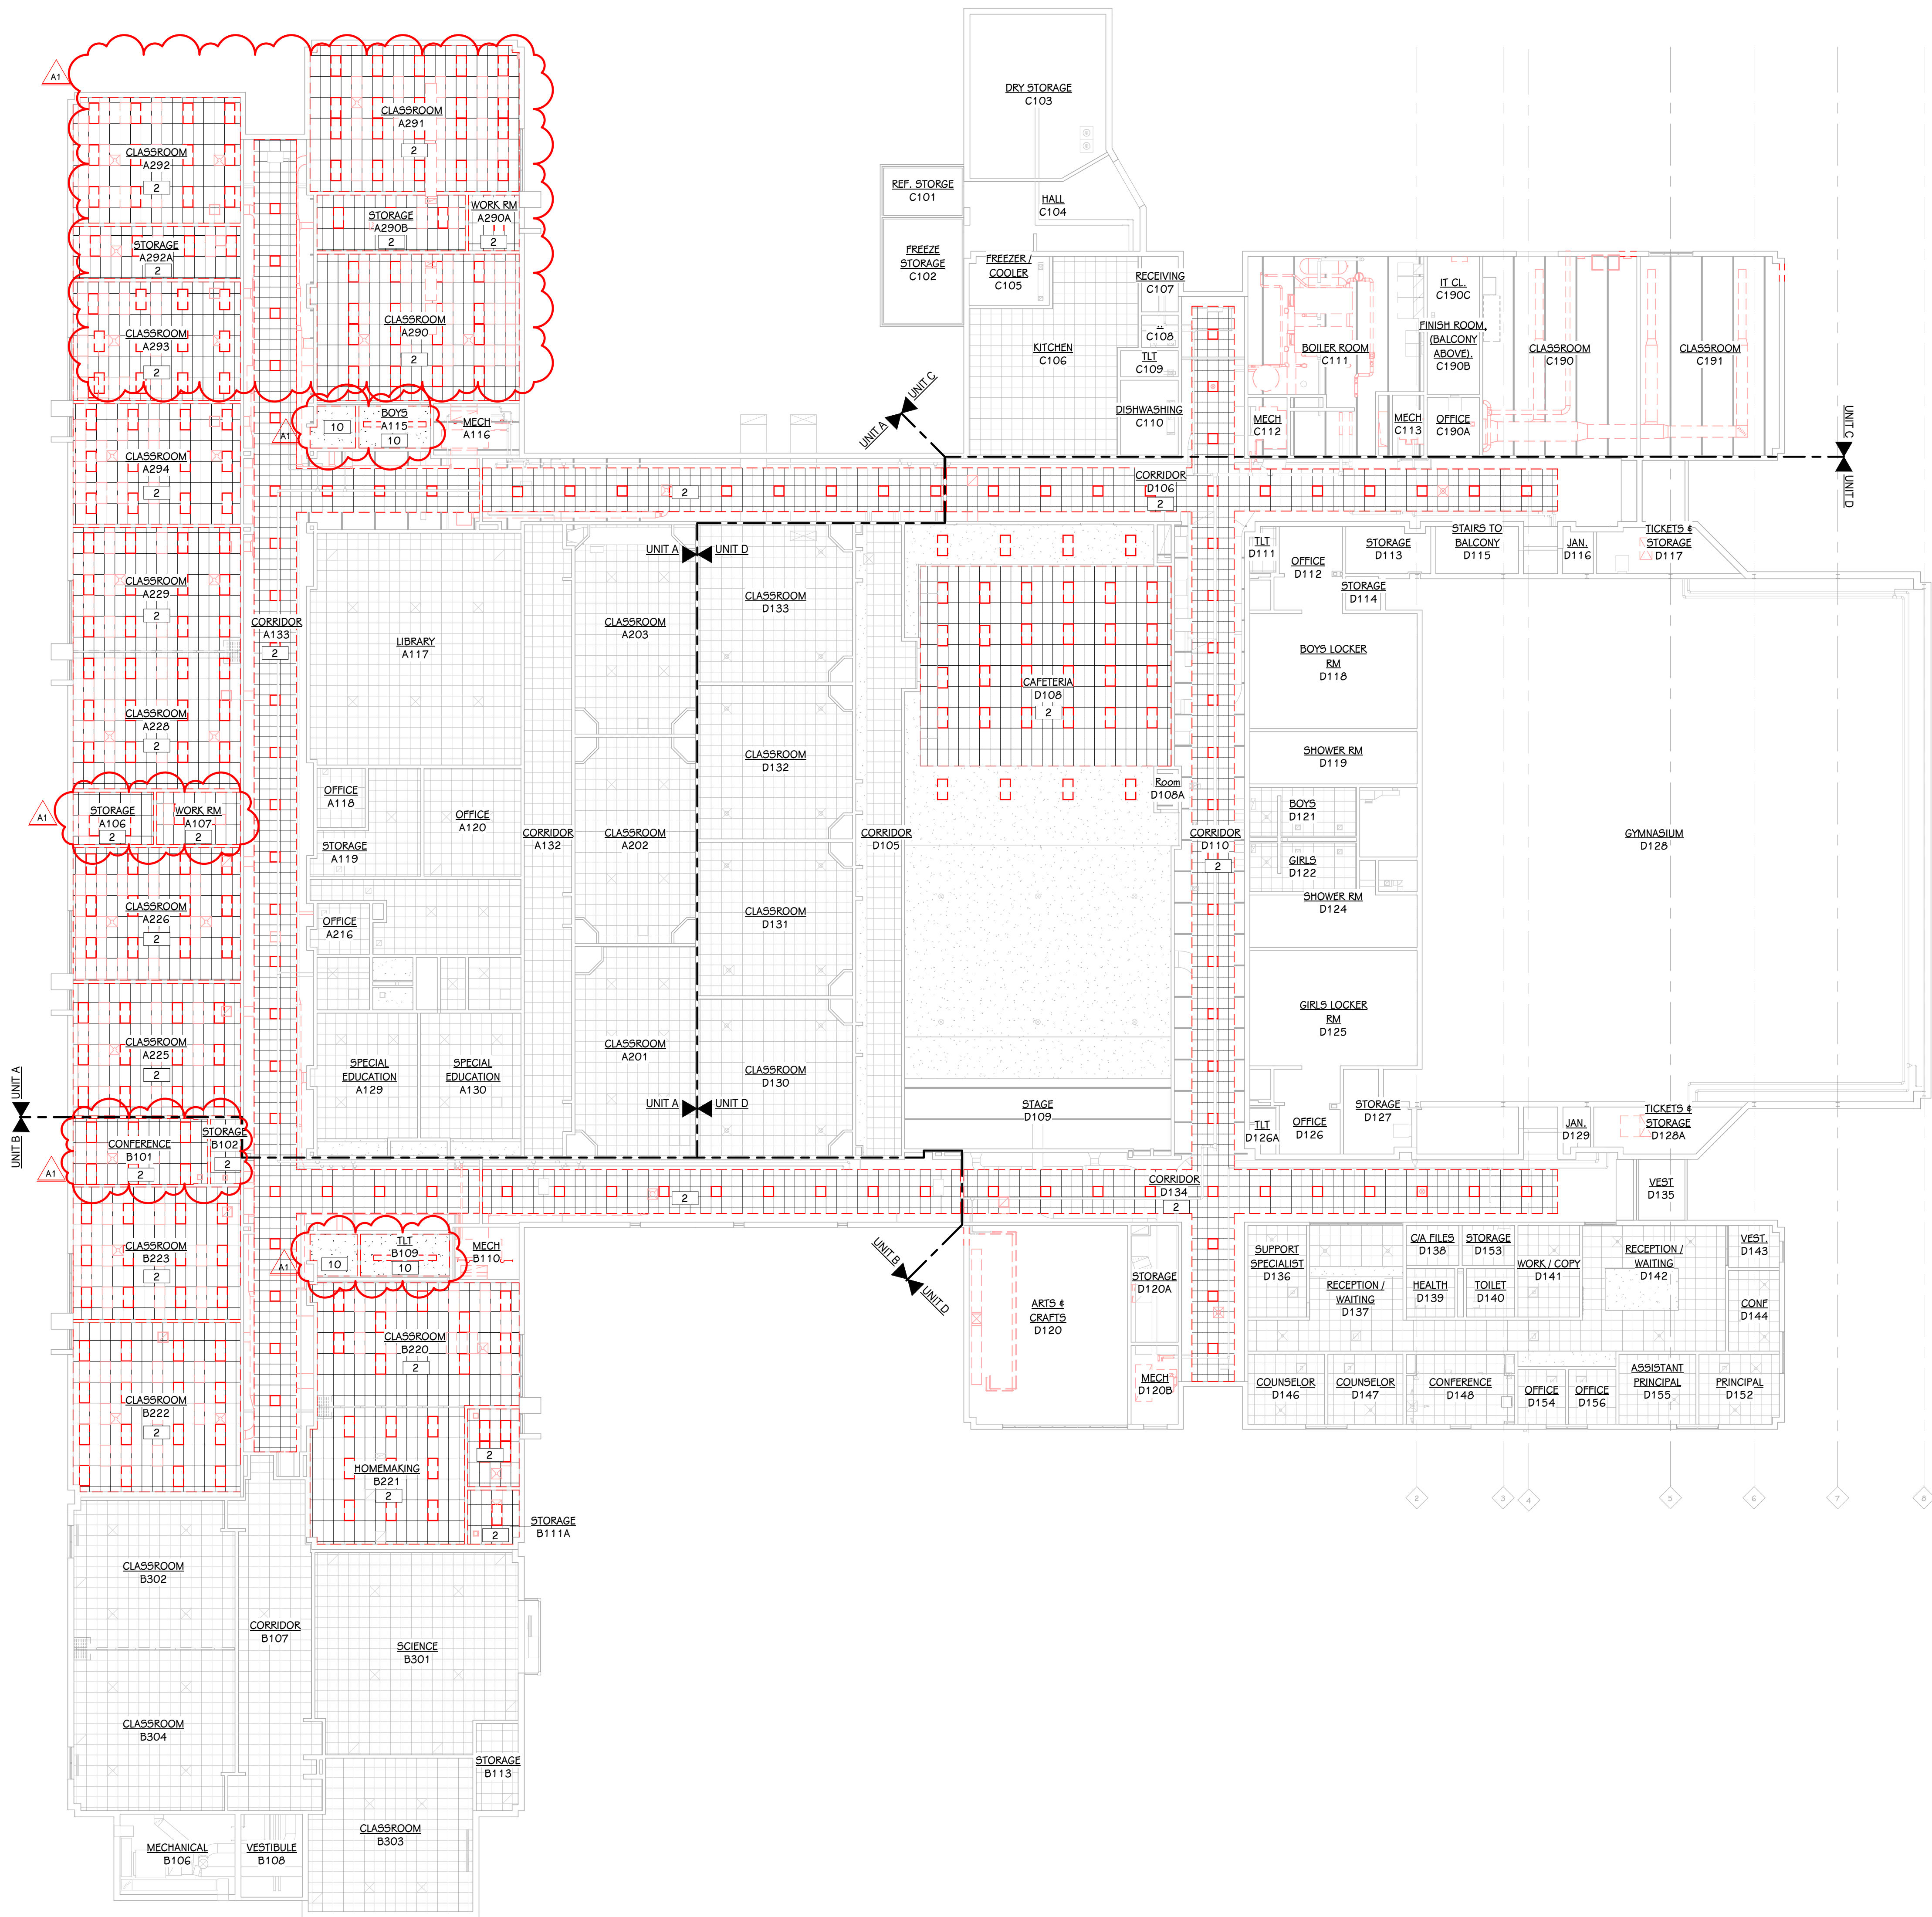 A1
CLASSROOM
A291
2
CLASSROOM
A292
2
STORAGE
A290B
2
WORK RM
A290A
2
STORAGE
A292A
2
CLASSROOM
A293
2
CLASSROOM
A290
2
A1
10
BOYS
A115
10
MECH
A116
CLASSROOM
A294
2
2
CLASSROOM
A229
2
CORRIDOR
A133
2
CLASSROOM
A228
2
A1
STORAGE
A106
2
WORK RM
A107
2
CLASSROOM
A226
2
CLASSROOM
A225
2
UNIT A
UNIT B
A1
CONFERENCE
B101
2
STORAGE
B102
2
CLASSROOM
B223
2
CLASSROOM
B222
2
A1
10
TLT
B109
10
MECH
B110
2
CLASSROOM
B220
2
HOMEMAKING
B221
2
2
2
STORAGE
B111A
CLASSROOM
B302
CORRIDOR
B107
SCIENCE
B301
CLASSROOM
B304
STORAGE
B113
CLASSROOM
B303
MECHANICAL
B106
VESTIBULE
B108
LIBRARY
A117
OFFICE
A118
STORAGE
A119
OFFICE
A120
OFFICE
A216
SPECIAL
EDUCATION
A129
SPECIAL
EDUCATION
A130
CORRIDOR
A132
CLASSROOM
A203
CLASSROOM
A202
CLASSROOM
A201
UNIT A
UNIT D
UNIT A
UNIT D
CLASSROOM
D133
CLASSROOM
D132
CLASSROOM
D131
CLASSROOM
D130
CORRIDOR
D105
CAFETERIA
D108
2
Room
D108A
STAGE
D109
DRY STORAGE
C103
REF. STORGE
C101
HALL
C104
FREEZE
STORAGE
C102
FREEZER /
COOLER
C105
RECEIVING
C107
C108
TLT
C109
KITCHEN
C106
DISHWASHING
C110
UNIT A
UNIT C
BOILER ROOM
C111
IT CL.
C190C
FINISH ROOM,
(BALCONY
ABOVE),
C190B
CLASSROOM
C190
CLASSROOM
C191
MECH
C112
MECH
C113
OFFICE
C190A
UNIT C
UNIT D
CORRIDOR
D106
2
CORRIDOR
D110
2
TLT
D111
OFFICE
D112
STORAGE
D113
STORAGE
D114
STAIRS TO
BALCONY
D115
JAN.
D116
TICKETS &
STORAGE
D117
BOYS LOCKER
RM
D118
SHOWER RM
D119
BOYS
D121
GIRLS
D122
SHOWER RM
D124
GIRLS LOCKER
RM
D125
GYMNASIUM
D128
TLT
D126A
OFFICE
D126
STORAGE
D127
JAN.
D129
TICKETS &
STORAGE
D128A
CORRIDOR
D134
2
VEST
D135
UNIT B
UNIT D
ARTS &
CRAFTS
D120
STORAGE
D120A
MECH
D120B
SUPPORT
SPECIALIST
D136
RECEPTION /
WAITING
D137
C/A FILES
D138
STORAGE
D153
HEALTH
D139
TOILET
D140
WORK / COPY
D141
RECEPTION /
WAITING
D142
VEST.
D143
CONF
D144
COUNSELOR
D146
COUNSELOR
D147
CONFERENCE
D148
OFFICE
D154
OFFICE
D156
ASSISTANT
PRINCIPAL
D155
PRINCIPAL
D152
2
3
4
5
6
7
8